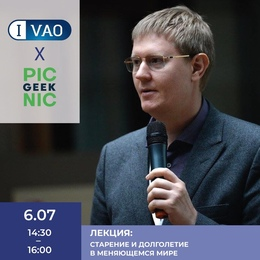 I VAO
X
PIC
GEEK
NIC
6.07
14:30
–
16:00
ЛЕКЦИЯ:
СТАРЕНИЕ И ДОЛГОЛЕТИЕ
В МЕНЯЮЩЕМСЯ МИРЕ